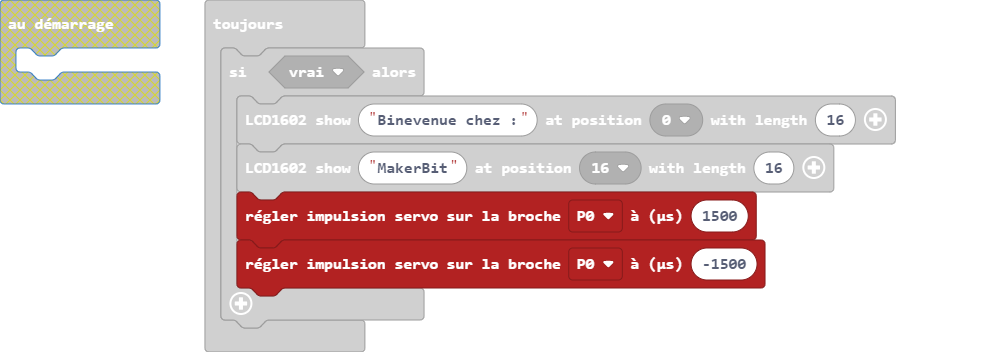 au démarrage
toujours
si vrai alors
LCD1602 show "Binevenue chez :" at position 0 with length 16
LCD1602 show "MakerBit" at position 16 with length 16
régler impulsion servo sur la broche P0 à (µs) 1500
régler impulsion servo sur la broche P0 à (µs) -1500